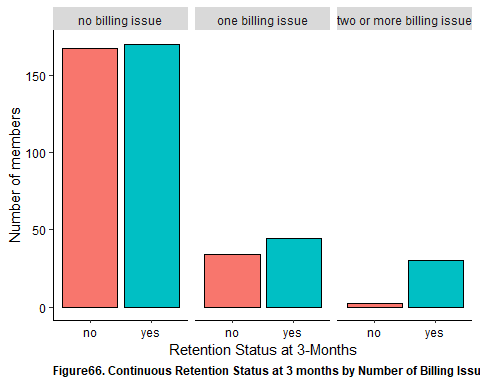 no billing issue one billing issue two or more billing issue
150
100
50
0
Number of members
no yes no yes no yes
Retention Status at 3-Months
Figure66. Continuous Retention Status at 3 months by Number of Billing Issu